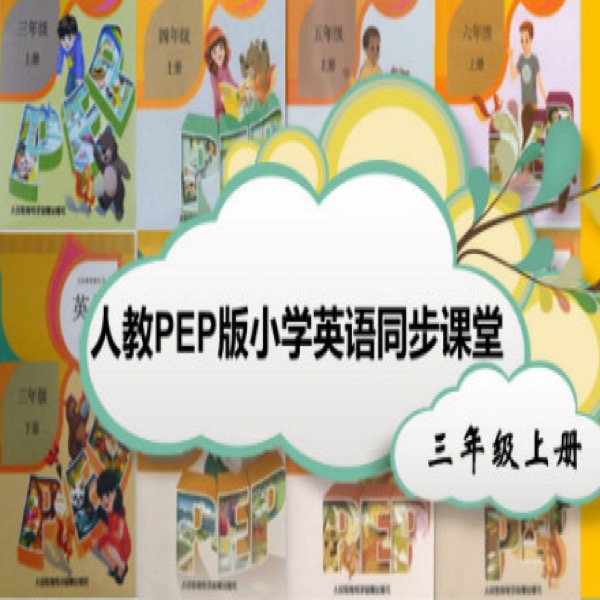 三年级
上册
四年级
上册
五年级
上册
六年级
上册
PEP
英
人教PEP版小学英语同步课堂
三年级
下册
三年级上册
PEP
PEP
PEP